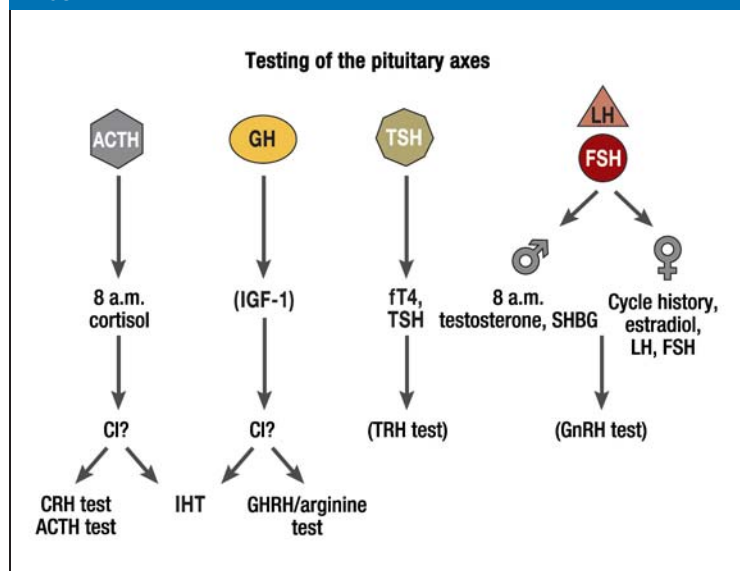 Testing of the pituitary axes
ACTH
GH
TSH
LH
FSH
8 a.m.
cortisol
(IGF-1)
fT4,
TSH
8 a.m.
testosterone, SHBG
Cycle history,
estradiol,
LH, FSH
CI?
CI?
(TRH test)
(GnRH test)
CRH test
ACTH test
IHT
GHRH/arginine
test